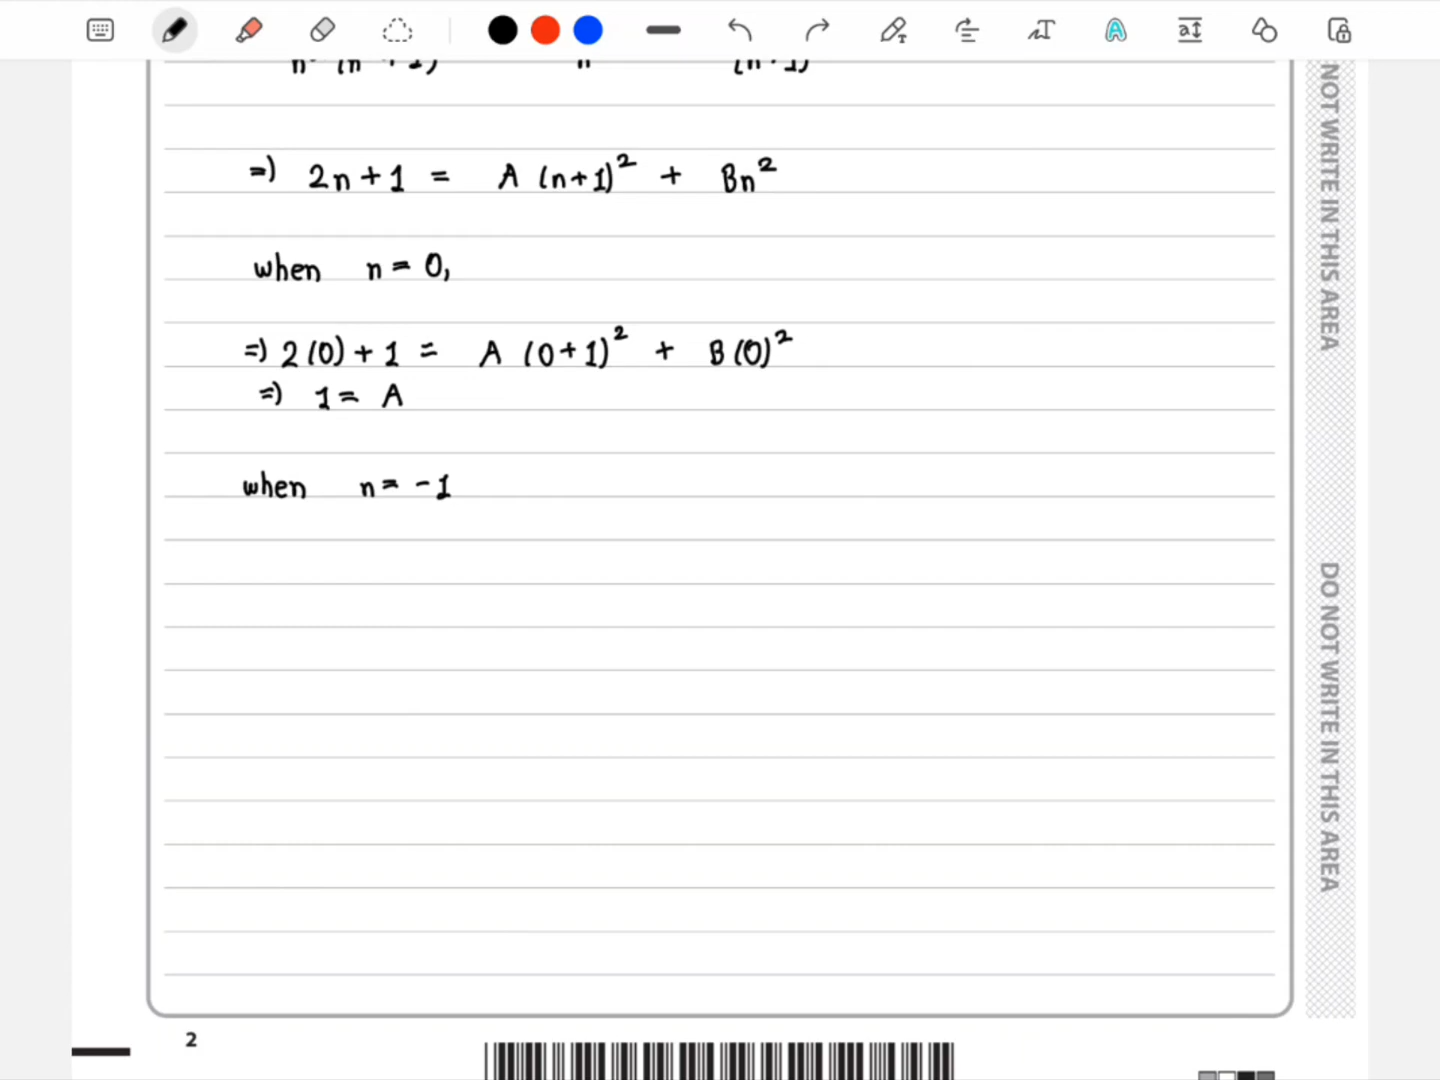 =) 2n + 1 = A (n+1)² + Bn²
when n = 0,
=) 2(0) + 1 = A (0+1)² + B(0)²
=) 1 = A
when n = -1
2
NOT WRITE IN THIS AREA
DO NOT WRITE IN THIS AREA